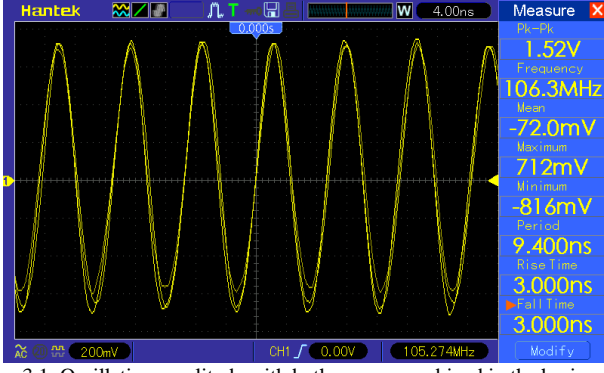 Hantek T W 4.00ns Measure X
0.000s
Pk-Pk
1.52V
Frequency
106.3MHz
Mean
-72.0mV
Maximum
712mV
Minimum
-816mV
Period
9.400ns
Rise Time
3.000ns
Fall Time
3.000ns
1
AC 200mV CH1 0.00V 105.274MHz Modify